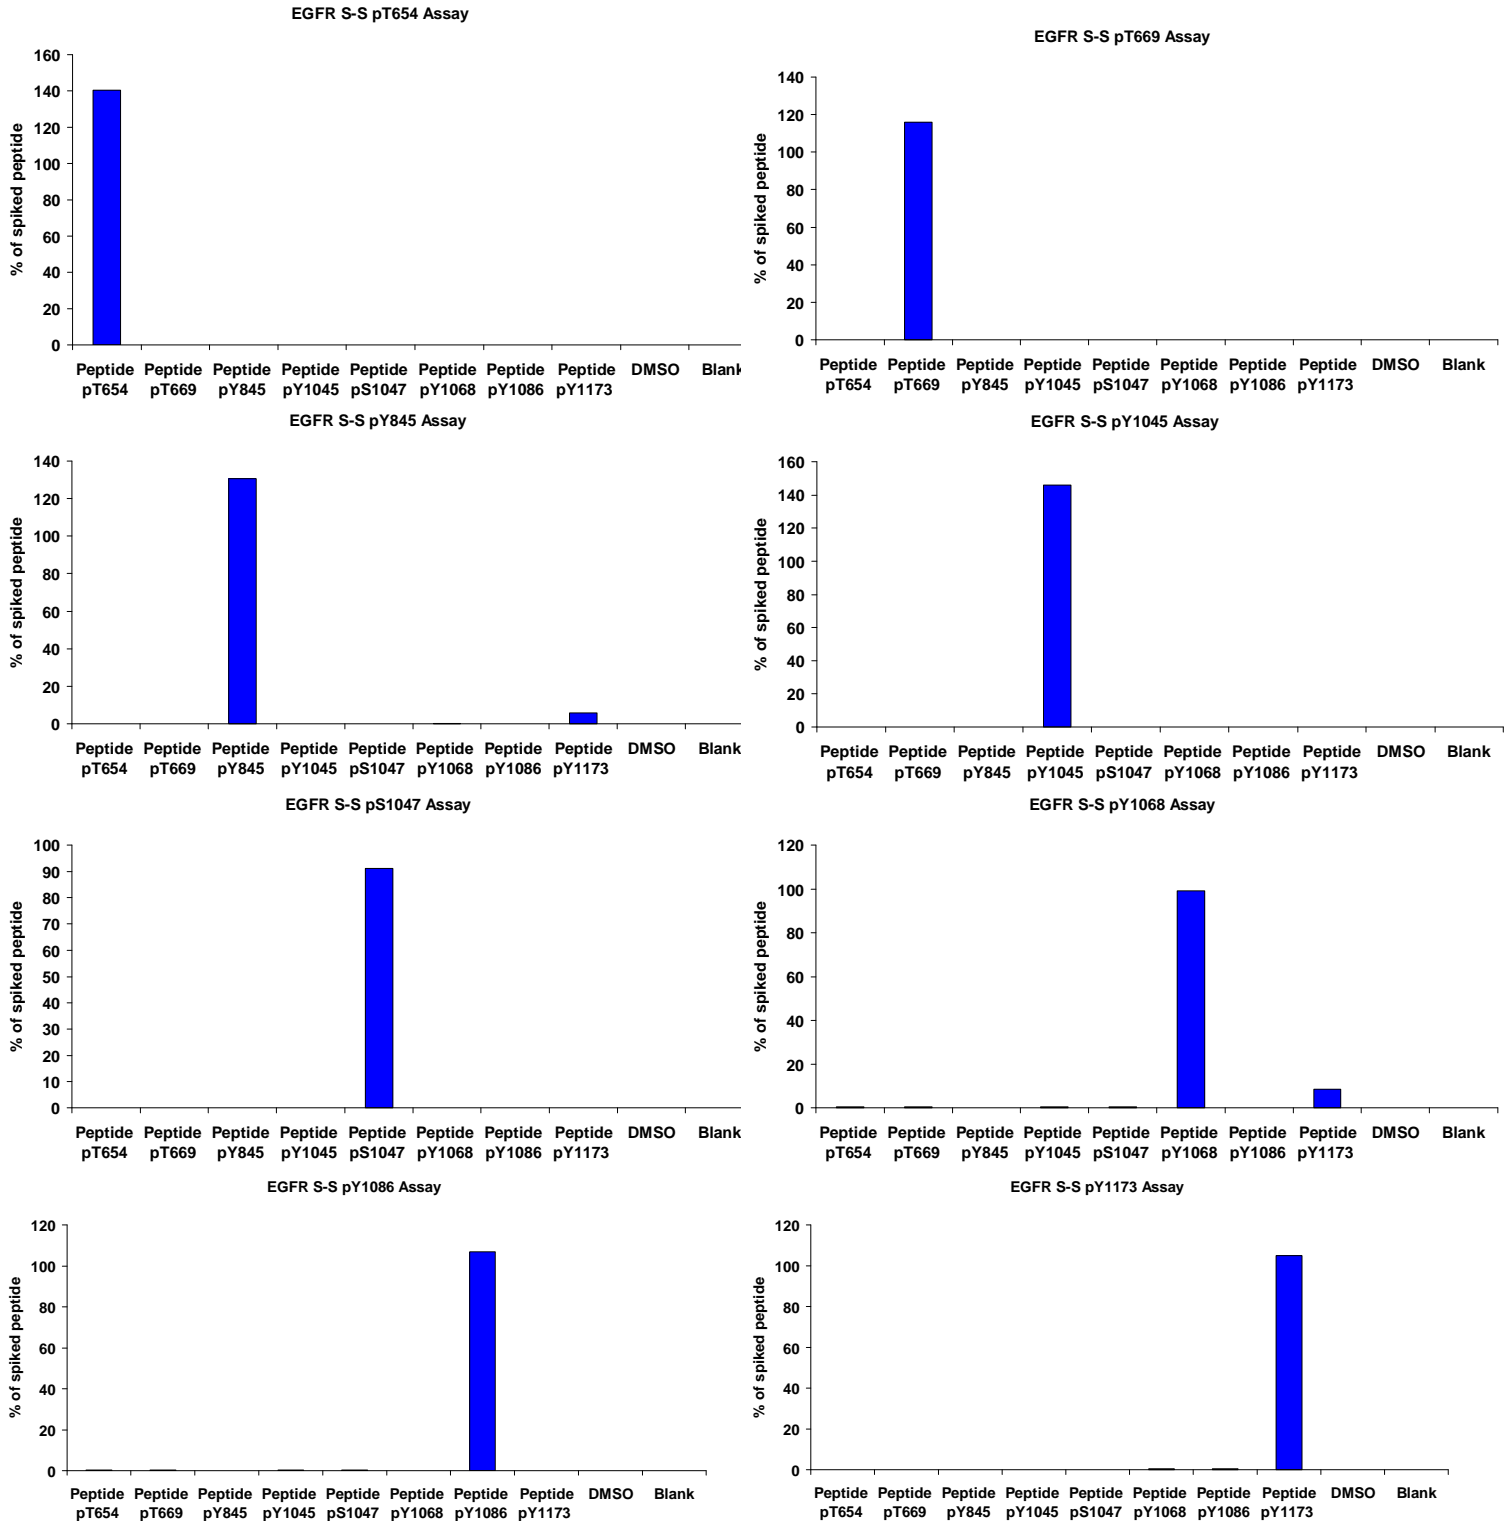 EGFR S-S pT654 Assay
% of spiked peptide
160
140
120
100
80
60
40
20
0
Peptide Peptide Peptide Peptide Peptide Peptide Peptide Peptide DMSO Blank
pT654 pT669 pY845 pY1045 pS1047 pY1068 pY1086 pY1173
EGFR S-S pT669 Assay
% of spiked peptide
140
120
100
80
60
40
20
0
Peptide Peptide Peptide Peptide Peptide Peptide Peptide Peptide DMSO Blank
pT654 pT669 pY845 pY1045 pS1047 pY1068 pY1086 pY1173
EGFR S-S pY845 Assay
% of spiked peptide
140
120
100
80
60
40
20
0
Peptide Peptide Peptide Peptide Peptide Peptide Peptide Peptide DMSO Blank
pT654 pT669 pY845 pY1045 pS1047 pY1068 pY1086 pY1173
EGFR S-S pY1045 Assay
% of spiked peptide
160
140
120
100
80
60
40
20
0
Peptide Peptide Peptide Peptide Peptide Peptide Peptide Peptide DMSO Blank
pT654 pT669 pY845 pY1045 pS1047 pY1068 pY1086 pY1173
EGFR S-S pS1047 Assay
% of spiked peptide
100
90
80
70
60
50
40
30
20
10
0
Peptide Peptide Peptide Peptide Peptide Peptide Peptide Peptide DMSO Blank
pT654 pT669 pY845 pY1045 pS1047 pY1068 pY1086 pY1173
EGFR S-S pY1068 Assay
% of spiked peptide
120
100
80
60
40
20
0
Peptide Peptide Peptide Peptide Peptide Peptide Peptide Peptide DMSO Blank
pT654 pT669 pY845 pY1045 pS1047 pY1068 pY1086 pY1173
EGFR S-S pY1086 Assay
% of spiked peptide
120
100
80
60
40
20
0
Peptide Peptide Peptide Peptide Peptide Peptide Peptide Peptide DMSO Blank
pT654 pT669 pY845 pY1045 pS1047 pY1068 pY1086 pY1173
EGFR S-S pY1173 Assay
% of spiked peptide
120
100
80
60
40
20
0
Peptide Peptide Peptide Peptide Peptide Peptide Peptide Peptide DMSO Blank
pT654 pT669 pY845 pY1045 pS1047 pY1068 pY1086 pY1173